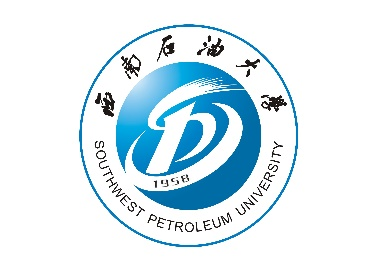 西南石油大学
1958
SOUTHWEST PETROLEUM UNIVERSITY